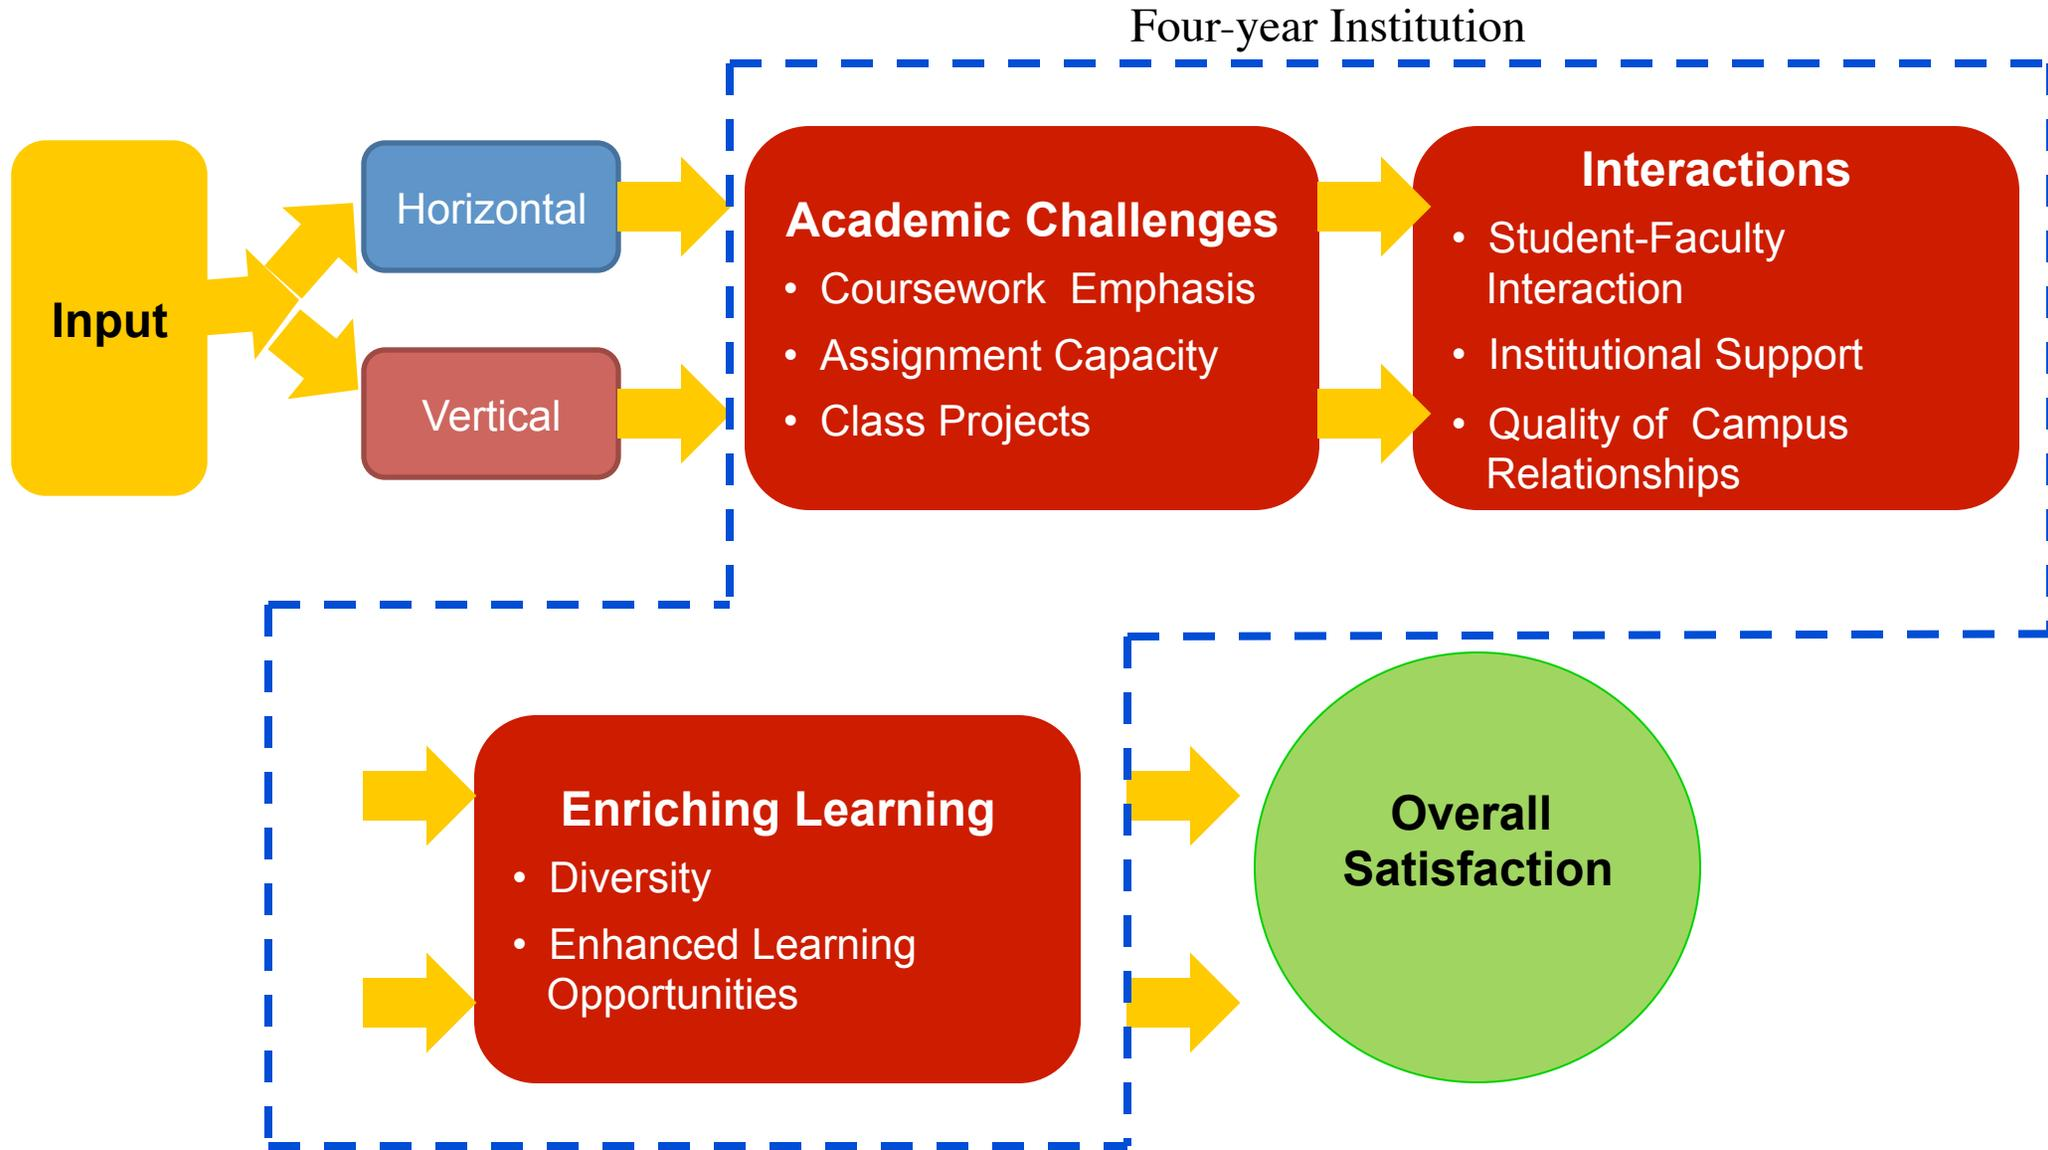 Four-year Institution
Input
Horizontal
Vertical
Academic Challenges
• Coursework  Emphasis
• Assignment Capacity
• Class Projects
Interactions
• Student-Faculty
Interaction
• Institutional Support
• Quality of  Campus
Relationships
Enriching Learning
• Diversity
• Enhanced Learning
Opportunities
Overall
Satisfaction